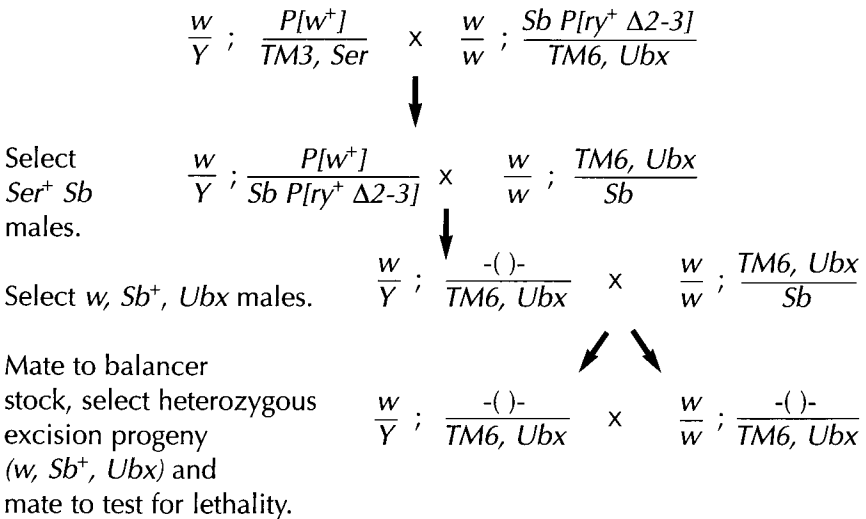 w P[w⁺] w Sb P[ry⁺ Δ2-3]
— ; — x — ; —
Y TM3, Ser w TM6, Ubx
Select w P[w⁺] w TM6, Ubx
Ser⁺ Sb — ; — x — ; —
males. Y Sb P[ry⁺ Δ2-3] w Sb
w -( )- w TM6, Ubx
Select w, Sb⁺, Ubx males. — ; — x — ; —
Y TM6, Ubx w Sb
Mate to balancer
stock, select heterozygous w -( )- w -( )-
excision progeny — ; — x — ; —
(w, Sb⁺, Ubx) and Y TM6, Ubx w TM6, Ubx
mate to test for lethality.